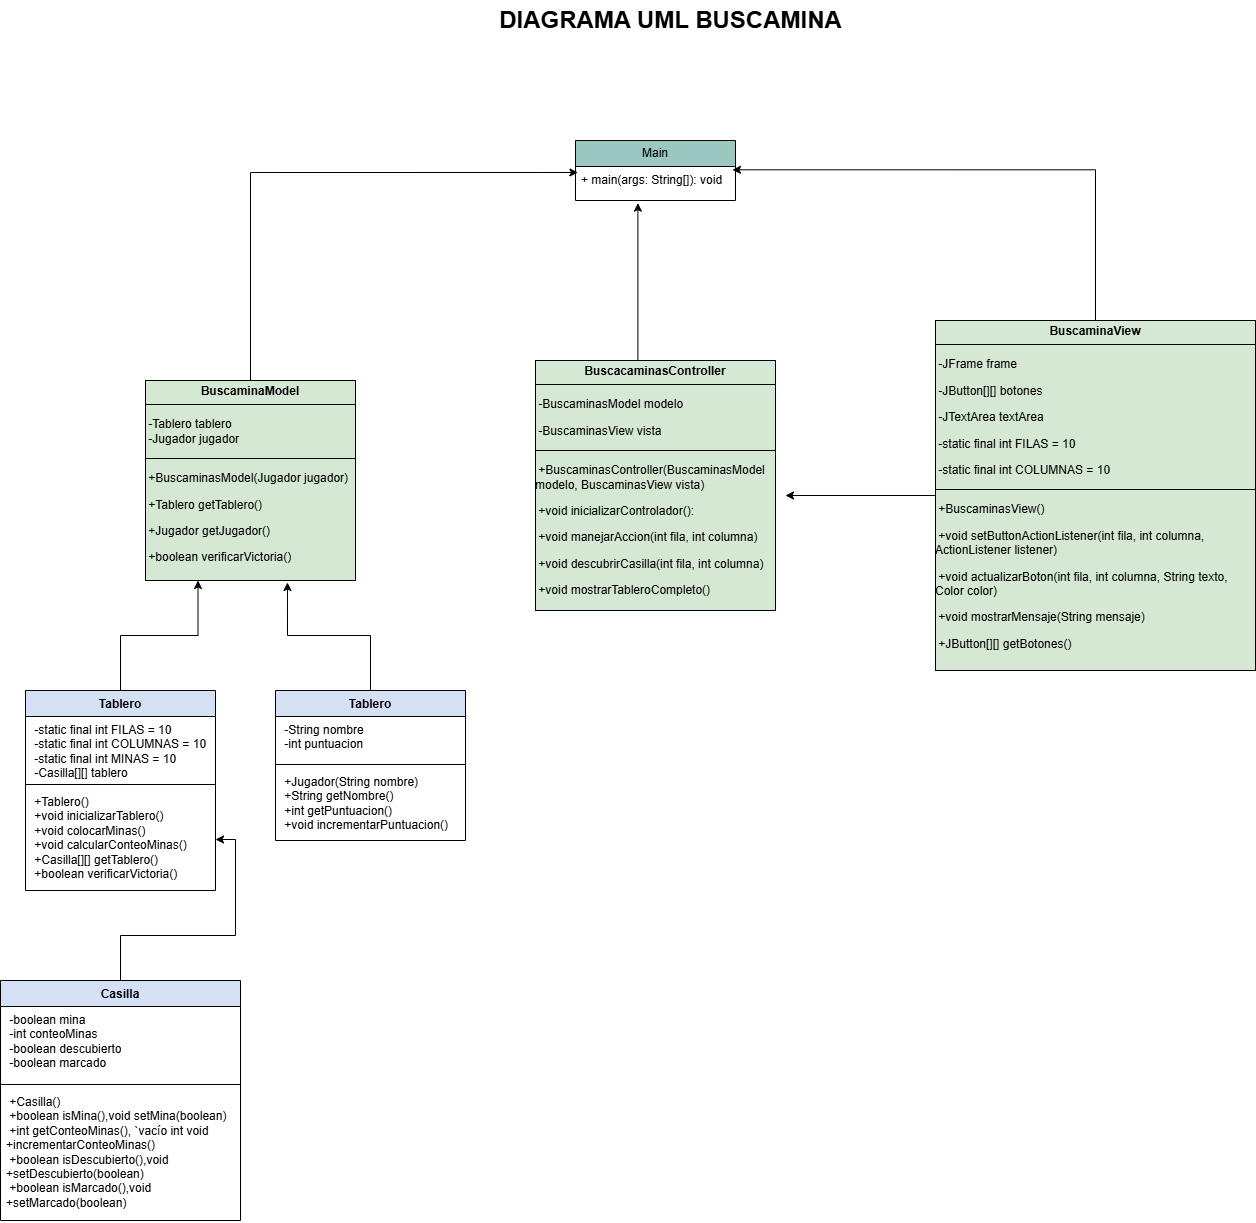 DIAGRAMA UML BUSCAMINA
Main
+ main(args: String[]): void
BuscaminaModel
-Tablero tablero
-Jugador jugador
+BuscaminasModel(Jugador jugador)
+Tablero getTablero()
+Jugador getJugador()
+boolean verificarVictoria()
BuscacaminasController
-BuscaminasModel modelo
-BuscaminasView vista
+BuscaminasController(BuscaminasModel
modelo, BuscaminasView vista)
+void inicializarControlador():
+void manejarAccion(int fila, int columna)
+void descubrirCasilla(int fila, int columna)
+void mostrarTableroCompleto()
BuscaminaView
-JFrame frame
-JButton[][] botones
-JTextArea textArea
-static final int FILAS = 10
-static final int COLUMNAS = 10
+BuscaminasView()
+void setButtonActionListener(int fila, int columna,
ActionListener listener)
+void actualizarBoton(int fila, int columna, String texto,
Color color)
+void mostrarMensaje(String mensaje)
+JButton[][] getBotones()
Tablero
-static final int FILAS = 10
-static final int COLUMNAS = 10
-static final int MINAS = 10
-Casilla[][] tablero
+Tablero()
+void inicializarTablero()
+void colocarMinas()
+void calcularConteoMinas()
+Casilla[][] getTablero()
+boolean verificarVictoria()
Tablero
-String nombre
-int puntuacion
+Jugador(String nombre)
+String getNombre()
+int getPuntuacion()
+void incrementarPuntuacion()
Casilla
-boolean mina
-int conteoMinas
-boolean descubierto
-boolean marcado
+Casilla()
+boolean isMina(),void setMina(boolean)
+int getConteoMinas(), `vacío int void
+incrementarConteoMinas()
+boolean isDescubierto(),void
+setDescubierto(boolean)
+boolean isMarcado(),void
+setMarcado(boolean)